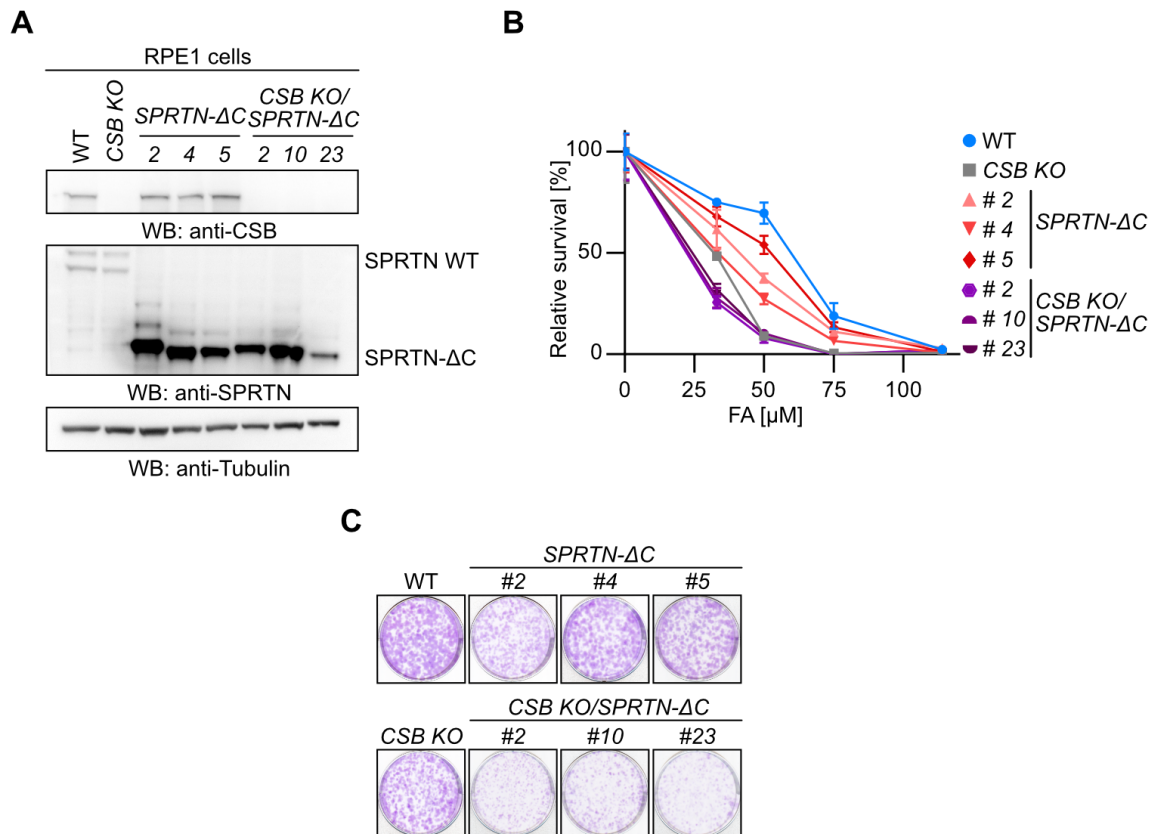 A
RPE1 cells
WT
CSB KO
SPRTN-ΔC
CSB KO/
SPRTN-ΔC
2 4 5 2 10 23
WB: anti-CSB
SPRTN WT
SPRTN-ΔC
WB: anti-SPRTN
WB: anti-Tubulin
B
Relative survival [%]
100
50
0
0 25 50 75 100
FA [µM]
WT
CSB KO
# 2
# 4
# 5
SPRTN-ΔC
# 2
# 10
# 23
CSB KO/
SPRTN-ΔC
C
SPRTN-ΔC
WT #2 #4 #5
CSB KO/SPRTN-ΔC
CSB KO #2 #10 #23